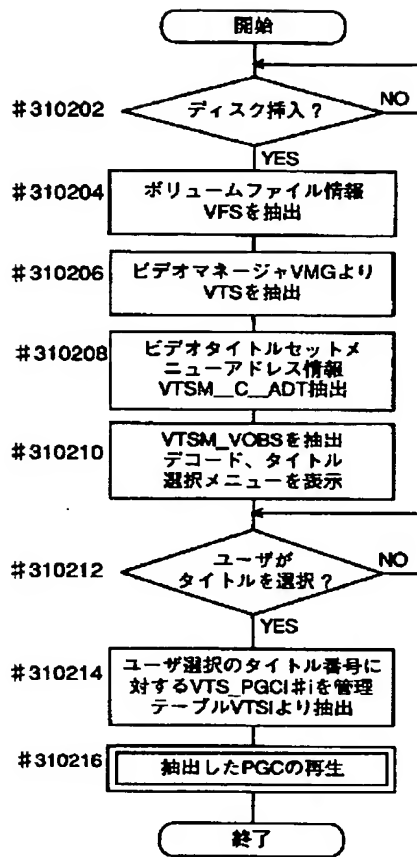 開始
#310202
ディスク挿入?
NO
YES
#310204
ボリュームファイル情報
VFSを抽出
#310206
ビデオマネージャVMGより
VTSを抽出
#310208
ビデオタイトルセットメ
ニューアドレス情報
VTSM__C__ADT抽出
#310210
VTSM_VOBSを抽出
デコード、タイトル
選択メニューを表示
#310212
ユーザが
タイトルを選択?
NO
YES
#310214
ユーザ選択のタイトル番号に
対するVTS_PGCI#iを管理
テーブルVTSIより抽出
#310216
抽出したPGCの再生
終了